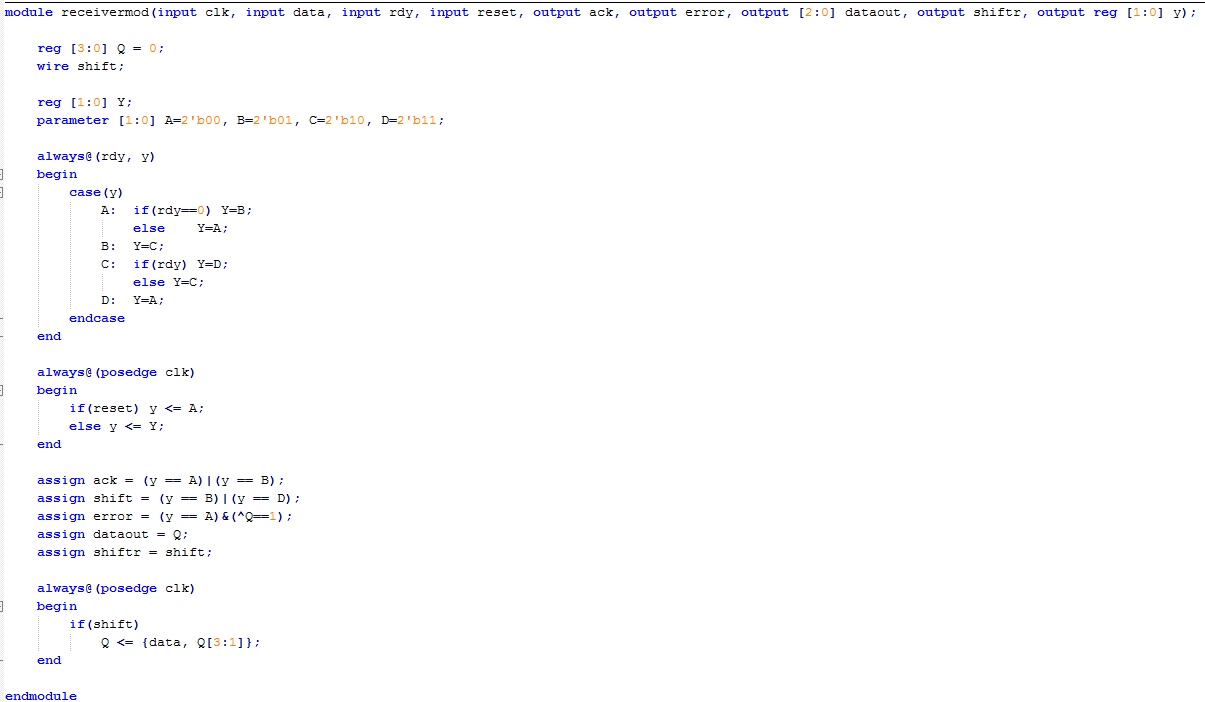 module receivermod(input clk, input data, input rdy, input reset, output ack, output error, output [2:0] dataout, output shiftr, output reg [1:0] y);
reg [3:0] Q = 0;
wire shift;
reg [1:0] Y;
parameter [1:0] A=2'b00, B=2'b01, C=2'b10, D=2'b11;
always@(rdy, y)
begin
case(y)
A: if(rdy==0) Y=B;
else Y=A;
B: Y=C;
C: if(rdy) Y=D;
else Y=C;
D: Y=A;
endcase
end
always@(posedge clk)
begin
if(reset) y <= A;
else y <= Y;
end
assign ack = (y == A)|(y == B);
assign shift = (y == B)|(y == D);
assign error = (y == A)&(^Q==1);
assign dataout = Q;
assign shiftr = shift;
always@(posedge clk)
begin
if(shift)
Q <= {data, Q[3:1]};
end
endmodule